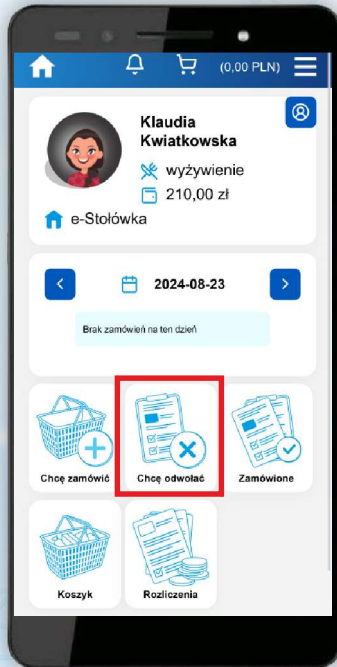 (0,00 PLN)
Klaudia
Kwiatkowska
wyżywienie
210,00 zł
e-Stołówka
2024-08-23
Brak zamówień na ten dzień
Chcę zamówić
Chcę odwołać
Zamówione
Koszyk
Rozliczenia